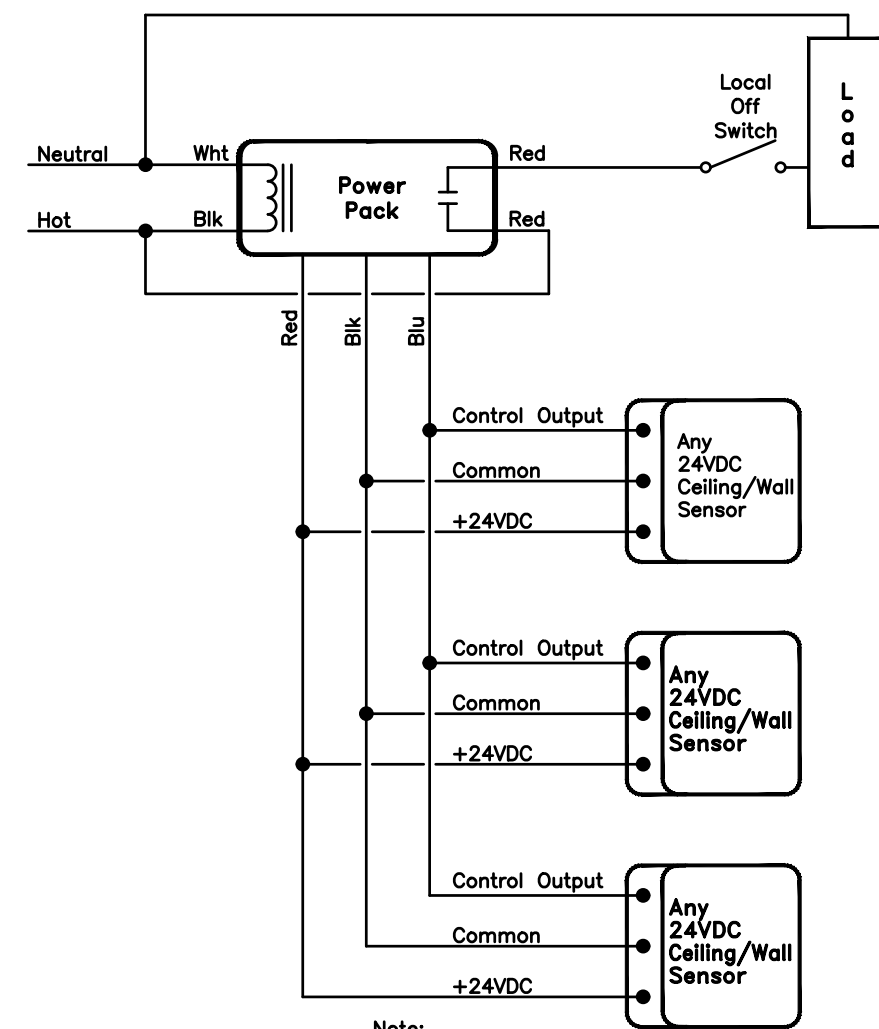 Local
Off
Switch
L
o
a
d
Neutral
Wht
Power
Pack
Red
Hot
Blk
Red
Red
Blk
Blu
Control Output
Common
+24VDC
Any
24VDC
Ceiling/Wall
Sensor
Control Output
Common
+24VDC
Any
24VDC
Ceiling/Wall
Sensor
Control Output
Common
+24VDC
Any
24VDC
Ceiling/Wall
Sensor
Note: